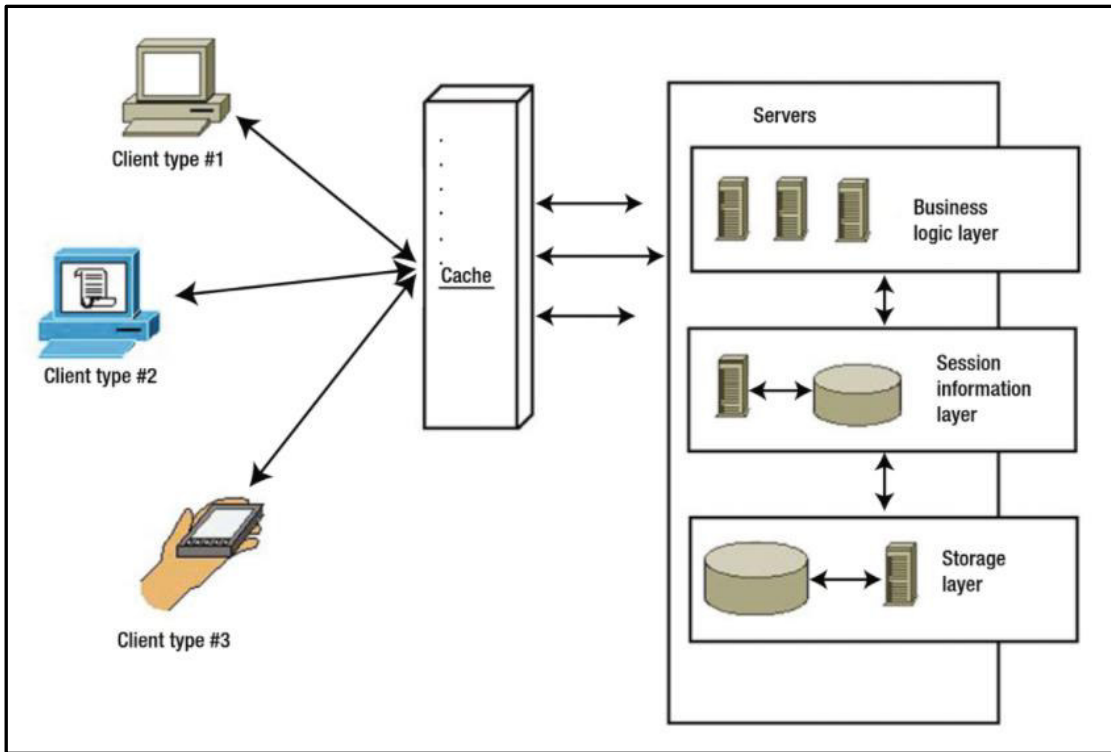 Client type #1
Client type #2
Client type #3
Cache
Servers
Business
logic layer
Session
information
layer
Storage
layer